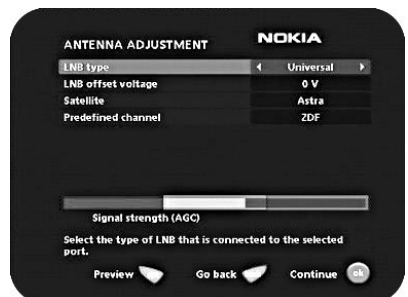 ANTENNA ADJUSTMENT NOKIA
LNB type Universal
LNB offset voltage 0 V
Satellite Astra
Predefined channel ZDF
Signal strength (AGC)
Select the type of LNB that is connected to the selected
port.
Preview Go back Continue ok